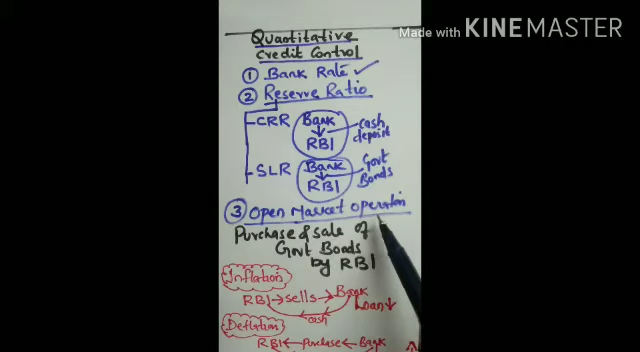 Made with KINEMASTER
Quantitative
Credit Control
① Bank Rate ✓
② Reserve Ratio
CRR Bank Cash
deposit
RBI
SLR Bank Govt
Bonds
RBI
③ Open Market Operation
Purchase & sale of
Govt Bonds
by RBI
Inflation
RBI → sells → Bank
Loan ↓
cash
Deflation
RBI ← Purchase ← Bank